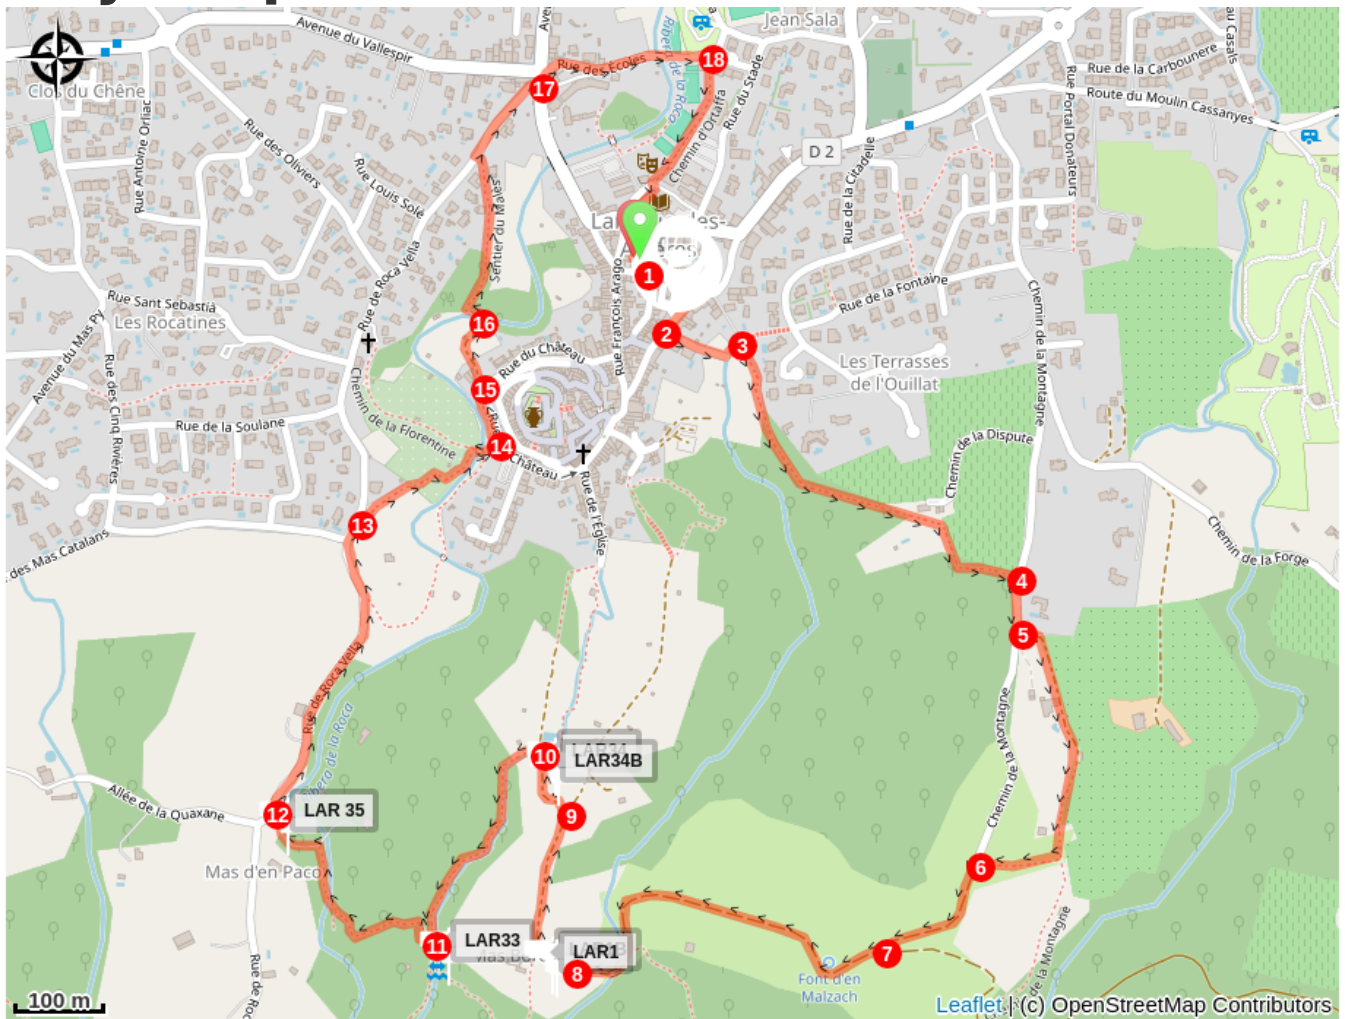 Jean Sala
Avenue du Vallespir
Rue des Écoles
18
Clos du Chêne
17
Rue de la Carbounere
Route du Moulin Cassanyes
Rue du Stade
Rue Portal Donaneurs
Rue Antoine Orliac
Rue des Oliviers
Chemin d'Ortaffa
D 2
Rue Louis Solé
Rue de la Citadelle
Sentier du Males
Rue de Roca Vella
1
Rue de la Fontaine
Rue Sant Sebastià
Les Rocatines
16
2
3
Rue François Arago
Chemin de la Montagne
Avenue du Mas Py
Rue du Château
Les Terrasses
de l'Ouillat
15
Rue des Cinq Rivières
Chemin de la Florentine
Rue de la Soulane
14
Château
Chemin de la Dispute
Rue de l'Église
13
des Mas Catalans
Chemin de la Forge
4
5
Rue de Roca Vella
Chemin de la Montagne
10
LAR34B
Allée de la Quaxane
12
LAR 35
9
Mas d'en Paco
6
11
LAR33
LAR1
8
7
Font d'en
Malzach
de la Montagne
100 m
Leaflet | (c) OpenStreetMap Contributors